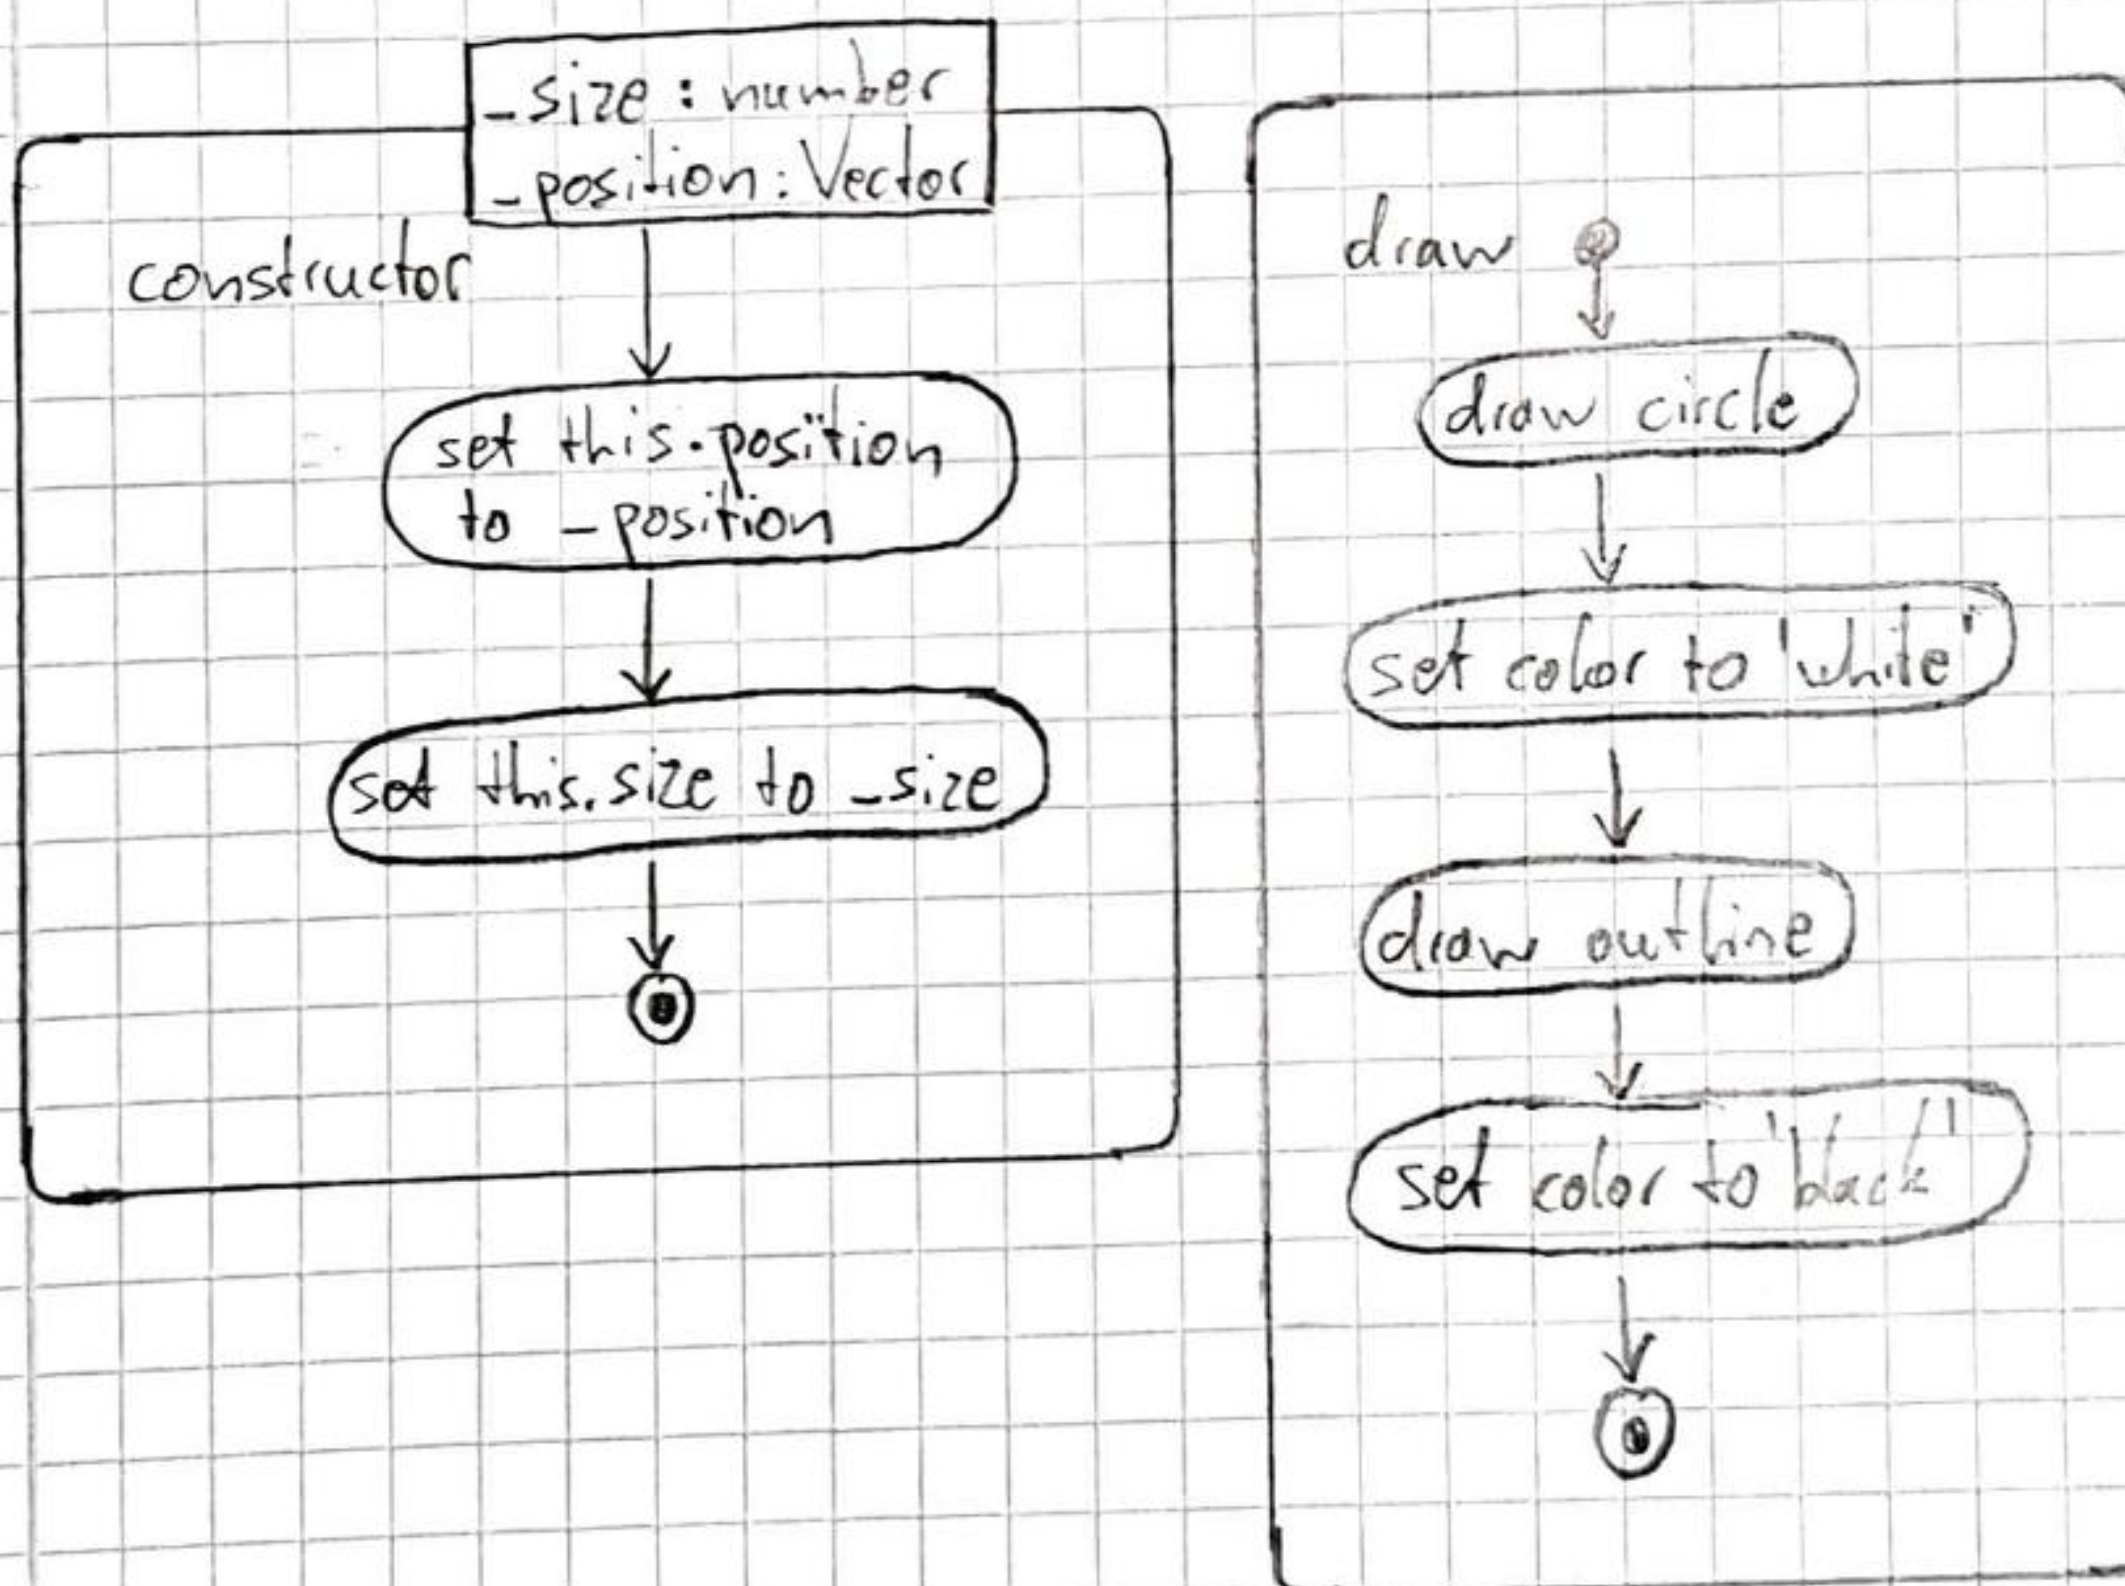 _size : number
_position : Vector
constructor
set this.position
to _position
set this.size to _size
draw
draw circle
set color to 'white'
draw outline
set color to 'black'